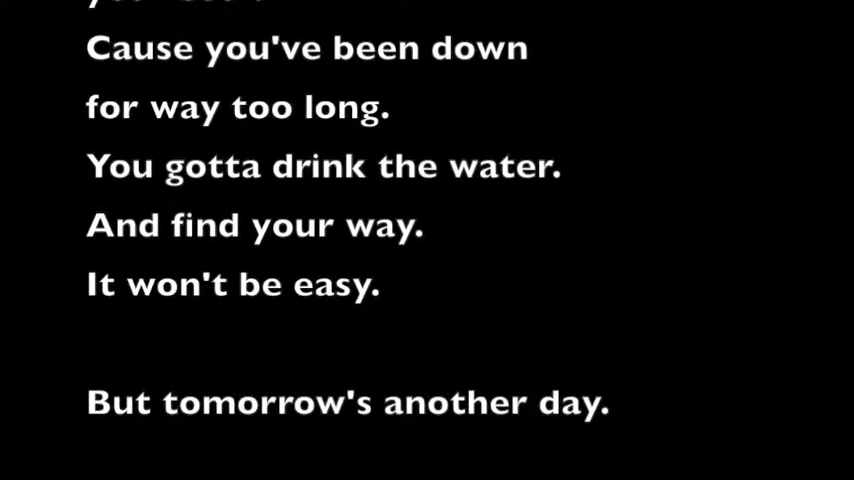 Cause you've been down
for way too long.
You gotta drink the water.
And find your way.
It won't be easy.
But tomorrow's another day.